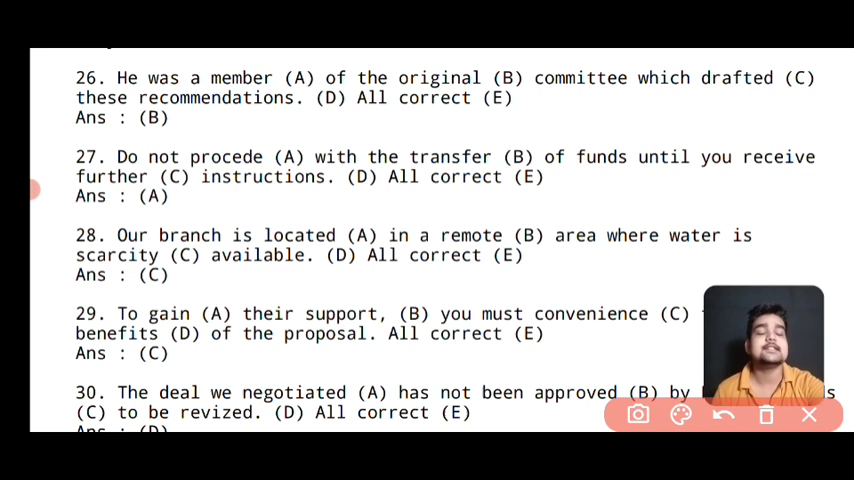 26. He was a member (A) of the original (B) committee which drafted (C)
these recommendations. (D) All correct (E)
Ans : (B)
27. Do not procede (A) with the transfer (B) of funds until you receive
further (C) instructions. (D) All correct (E)
Ans : (A)
28. Our branch is located (A) in a remote (B) area where water is
scarcity (C) available. (D) All correct (E)
Ans : (C)
29. To gain (A) their support, (B) you must convenience (C)
benefits (D) of the proposal. All correct (E)
Ans : (C)
30. The deal we negotiated (A) has not been approved (B) by
(C) to be revized. (D) All correct (E)
Ans : (D)